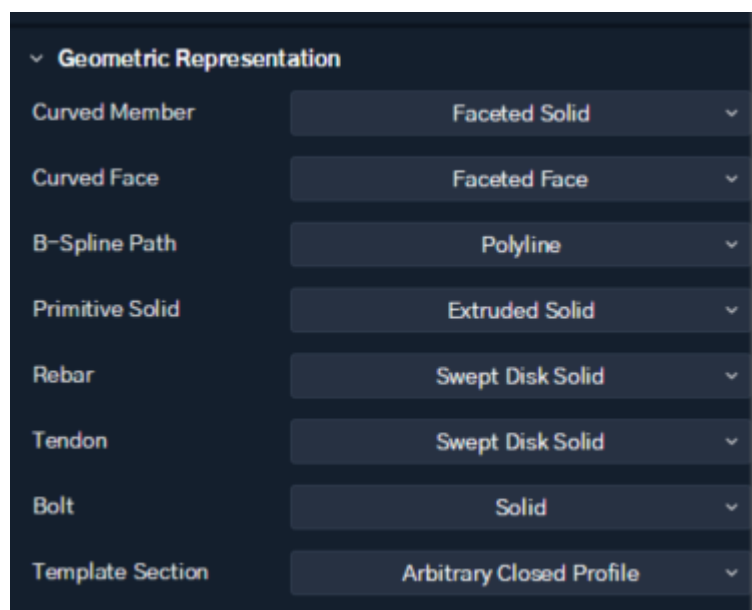 Geometric Representation
Curved Member Faceted Solid
Curved Face Faceted Face
B-Spline Path Polyline
Primitive Solid Extruded Solid
Rebar Swept Disk Solid
Tendon Swept Disk Solid
Bolt Solid
Template Section Arbitrary Closed Profile